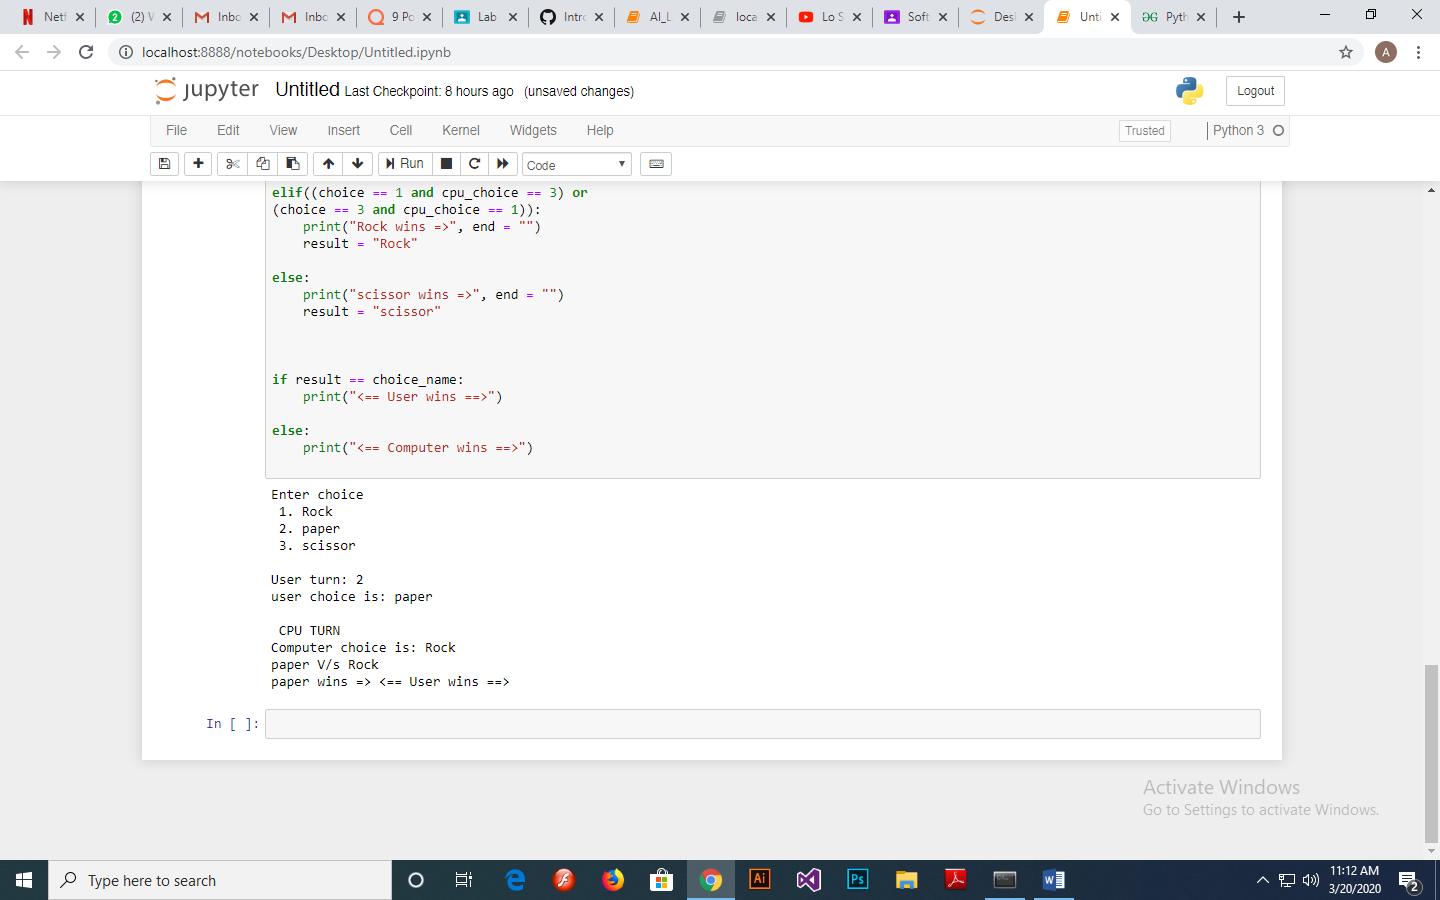 Netf
(2) V
Inbo
Inbo
9 Po
Lab
Intro
AI_L
loca
Lo S
Soft
Desl
Unti
Pyth
localhost:8888/notebooks/Desktop/Untitled.ipynb
A
jupyter Untitled Last Checkpoint: 8 hours ago (unsaved changes)
Logout
File Edit View Insert Cell Kernel Widgets Help
Trusted
Python 3
Run
Code
elif((choice == 1 and cpu_choice == 3) or
(choice == 3 and cpu_choice == 1)):
    print("Rock wins =>", end = "")
    result = "Rock"
else:
    print("scissor wins =>", end = "")
    result = "scissor"
if result == choice_name:
    print("<== User wins ==>")
else:
    print("<== Computer wins ==>")
Enter choice
 1. Rock
 2. paper
 3. scissor
User turn: 2
user choice is: paper
 CPU TURN
Computer choice is: Rock
paper V/s Rock
paper wins => <== User wins ==>
In [ ]:
Activate Windows
Go to Settings to activate Windows.
Type here to search
Ai
Ps
11:12 AM
3/20/2020
2